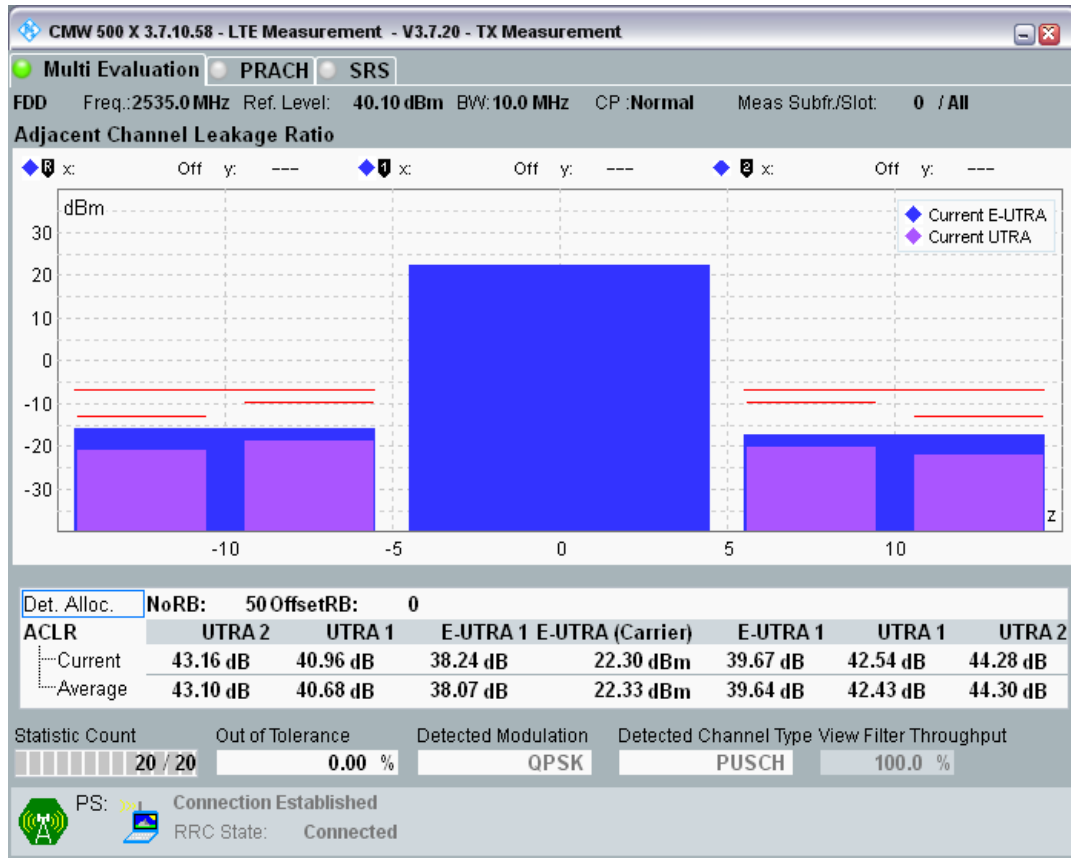 CMW 500 X 3.7.10.58 - LTE Measurement - V3.7.20 - TX Measurement
Multi Evaluation PRACH SRS
FDD Freq.:2535.0 MHz Ref. Level: 40.10 dBm BW:10.0 MHz CP :Normal Meas Subfr./Slot: 0 / All
Adjacent Channel Leakage Ratio
R x: Off y: --- 1 x: Off y: --- 2 x: Off y: ---
dBm
Current E-UTRA
Current UTRA
30
20
10
0
-10
-20
-30
z
-10 -5 0 5 10
Det. Alloc. NoRB: 50 OffsetRB: 0
ACLR UTRA 2 UTRA 1 E-UTRA 1 E-UTRA (Carrier) E-UTRA 1 UTRA 1 UTRA 2
Current 43.16 dB 40.96 dB 38.24 dB 22.30 dBm 39.67 dB 42.54 dB 44.28 dB
Average 43.10 dB 40.68 dB 38.07 dB 22.33 dBm 39.64 dB 42.43 dB 44.30 dB
Statistic Count Out of Tolerance Detected Modulation Detected Channel Type View Filter Throughput
20 / 20 0.00 % QPSK PUSCH 100.0 %
PS: Connection Established
RRC State: Connected